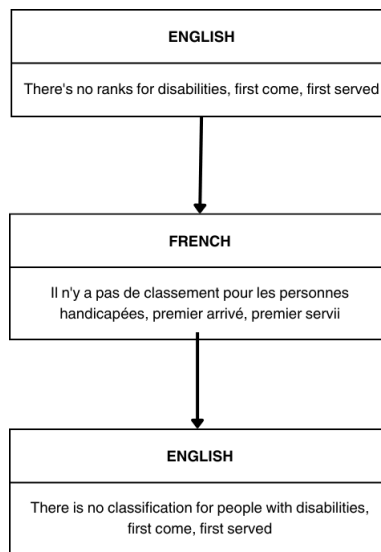 ENGLISH
There's no ranks for disabilities, first come, first served
FRENCH
Il n'y a pas de classement pour les personnes
handicapées, premier arrivé, premier servii
ENGLISH
There is no classification for people with disabilities,
first come, first served